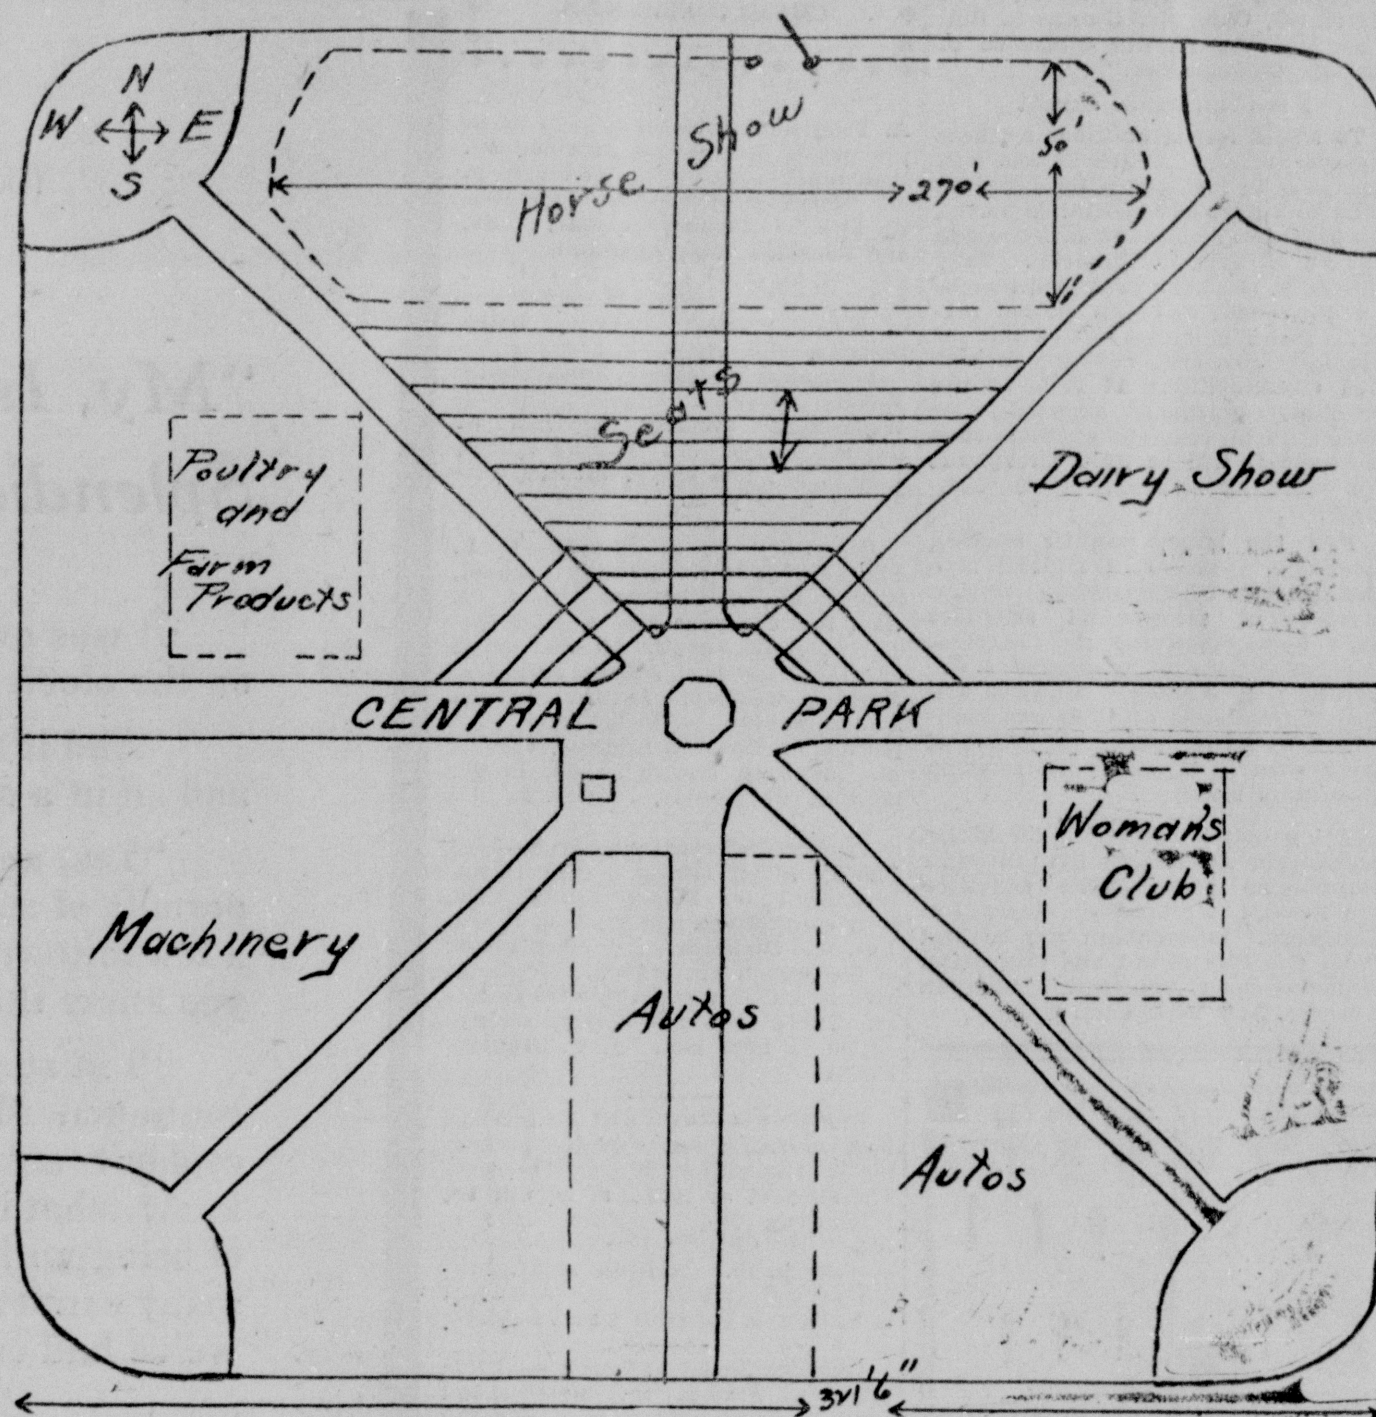 N
W E
S
Horse Show
50'
270'
Seats
Poultry
and
Farm
Products
Dairy Show
CENTRAL PARK
Woman's
Club
Machinery
Autos
Autos
321'6"